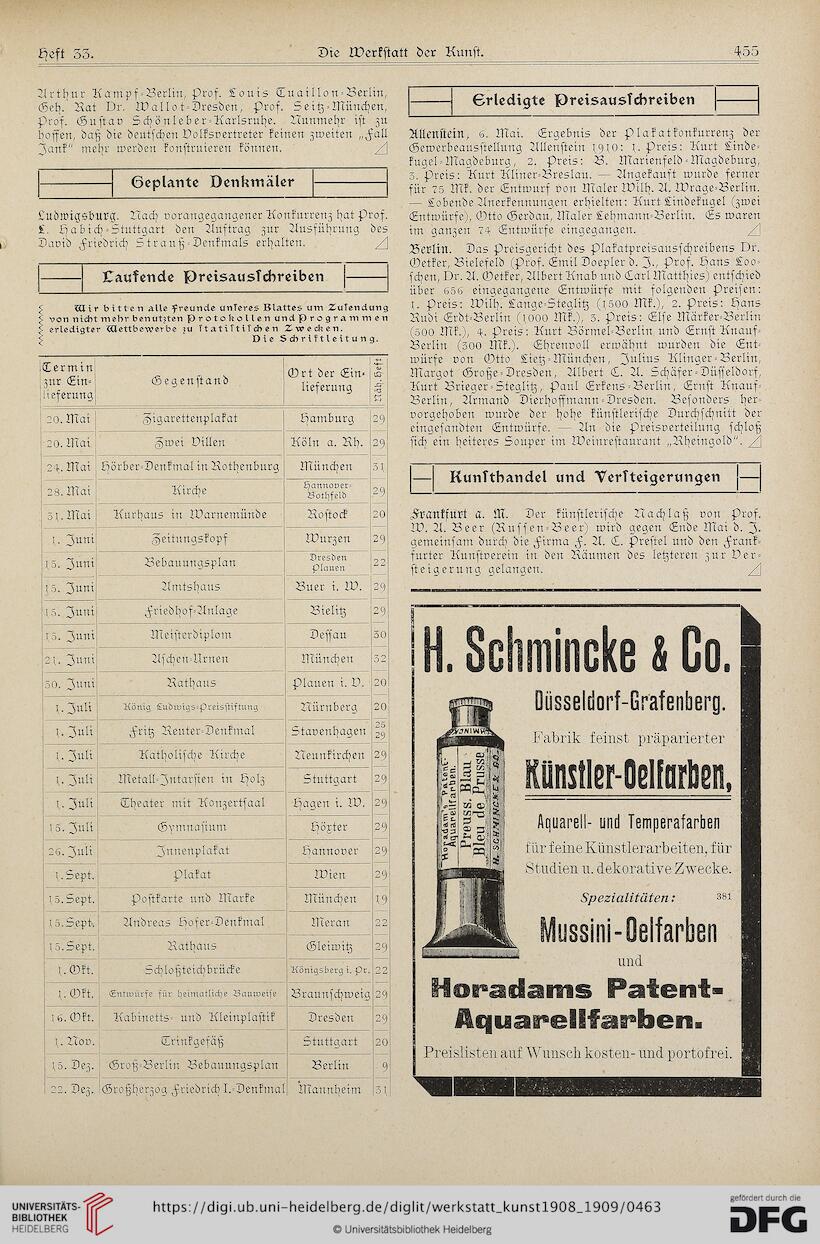 Heft 33.
Die Werkstatt der Kunst.
455
Arthur Kampf-Berlin, Prof. Louis Tuaillon-Berlin,
Geh. Rat Dr. Wallot-Dresden, Prof. Seitz-München,
Prof. Gustav Schönleber-Karlsruhe. Nunmehr ist zu
hoffen, daß die deutschen Volksvertreter keinen zweiten „Fall
Jank“ mehr werden konstruieren können.
Geplante Denkmäler
Ludwigsburg. Nach vorangegangener Konkurrenz hat Prof.
L. Habich-Stuttgart den Auftrag zur Ausführung des
David Friedrich Strauß-Denkmals erhalten.
Laufende Preisausschreiben
Wir bitten alle Freunde unseres Blattes um Zusendung
von nicht mehr benutzten Protokollen und Programmen
erledigter Wettbewerbe zu statistischen Zwecken.
Die Schriftleitung.
Termin zur Ein-lieferung Gegenstand Ort der Ein-lieferung Näh. Heft
20. Mai Zigarettenplakat Hamburg 29
20. Mai Zwei Villen Köln a. Rh. 29
24. Mai Hörber-Denkmal in Rothenburg München 31
28. Mai Kirche Hannover-Bothfeld 29
31. Mai Kurhaus in Warnemünde Rostock 20
1. Juni Zeitungskopf Wurzen 29
15. Juni Bebauungsplan Dresden Plauen 22
15. Juni Amtshaus Buer i. W. 29
15. Juni Friedhof-Anlage Bielitz 29
15. Juni Meisterdiplom Dessau 30
21. Juni Aschen-Urnen München 32
30. Juni Rathaus Plauen i. V. 20
1. Juli König Ludwigs-Preisstiftung Nürnberg 20
1. Juli Fritz Reuter-Denkmal Stavenhagen 25 29
1. Juli Katholische Kirche Neunkirchen 29
1. Juli Metall-Intarsien in Holz Stuttgart 29
1. Juli Theater mit Konzertsaal Hagen i. W. 29
15. Juli Gymnasium Höxter 29
26. Juli Innenplakat Hannover 29
1. Sept. Plakat Wien 29
15. Sept. Postkarte und Marke München 19
15. Sept. Andreas Hofer-Denkmal Meran 22
15. Sept. Rathaus Gleiwitz 29
1. Okt. Schloßteichbrücke Königsberg i. Pr. 22
1. Okt. Entwürfe für heimatliche Bauweise Braunschweig 29
16. Okt. Kabinetts- und Kleinplastik Dresden 29
1. Nov. Trinkgefäß Stuttgart 20
15. Dez. Groß-Berlin Bebauungsplan Berlin 9
22. Dez. Großherzog Friedrich I.-Denkmal Mannheim 31
Erledigte Preisausschreiben
Allenstein, 6. Mai. Ergebnis der Plakatkonkurrenz der
Gewerbeausstellung Allenstein 1910: 1. Preis: Kurt Linde-
kugel-Magdeburg, 2. Preis: B. Marienfeld-Magdeburg,
3. Preis: Kurt Kliner-Breslau. — Angekauft wurde ferner
für 75 Mk. der Entwurf von Maler Wilh. A. Wrage-Berlin.
— Lobende Anerkennungen erhielten: Kurt Lindekugel (zwei
Entwürfe), Otto Gerdau, Maler Lehmann-Berlin. Es waren
im ganzen 74 Entwürfe eingegangen.
Berlin. Das Preisgericht des Plakatpreisausschreibens Dr.
Oetker, Bielefeld (Prof. Emil Doepler d. J., Prof. Hans Loo-
schen, Dr. A. Oetker, Albert Knab und Carl Matthies) entschied
über 656 eingegangene Entwürfe mit folgenden Preisen:
1. Preis: Wilh. Lange-Steglitz (1500 Mk.), 2. Preis: Hans
Rudi Erdt-Berlin (1000 Mk.), 3. Preis: Else Märker-Berlin
(500 Mk.), 4. Preis: Kurt Börmel-Berlin und Ernst Knauf-
Berlin (300 Mk.). Ehrenvoll erwähnt wurden die Ent-
würfe von Otto Lietz-München, Julius Klinger-Berlin,
Margot Große-Dresden, Albert C. A. Schäfer-Düsseldorf,
Kurt Brieger-Steglitz, Paul Erkens-Berlin, Ernst Knauf-
Berlin, Armand Dierhoffmann-Dresden. Besonders her-
vorgehoben wurde der hohe künstlerische Durchschnitt der
eingesandten Entwürfe. — An die Preisverteilung schloß
sich ein heiteres Souper im Weinrestaurant „Rheingold“.
Kunsthandel und Versteigerungen
Frankfurt a. M. Der künstlerische Nachlaß von Prof.
W. A. Beer (Russen-Beer) wird gegen Ende Mai d. J.
gemeinsam durch die Firma F. A. C. Prestel und den Frank-
furter Kunstverein in den Räumen des letzteren zur Ver-
steigerung gelangen.
H. Schmincke & Co.
Düsseldorf-Grafenberg.
Fabrik feinst präparierter
Künstler-Oelfarben,
Aquarell- und Temperafarben
für feine Künstlerarbeiten, für
Studien u. dekorative Zwecke.
Spezialitäten: 381
Mussini-Oelfarben
und
Horadams Patent-
Aquarellfarben.
Preislisten auf Wunsch kosten- und portofrei.
Horadam's Patent-
Aquarellfarben.
Preuss. Blau
Bleu de Prusse
H. SCHMINCKE & CO.
UNIVERSITÄTS-
BIBLIOTHEK
HEIDELBERG
https://digi.ub.uni-heidelberg.de/diglit/werkstatt_kunst1908_1909/0463
© Universitätsbibliothek Heidelberg
gefördert durch die
DFG